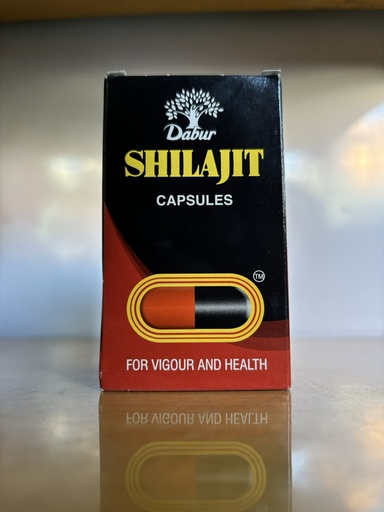 Dabur
SHILAJIT
CAPSULES
TM
FOR VIGOUR AND HEALTH